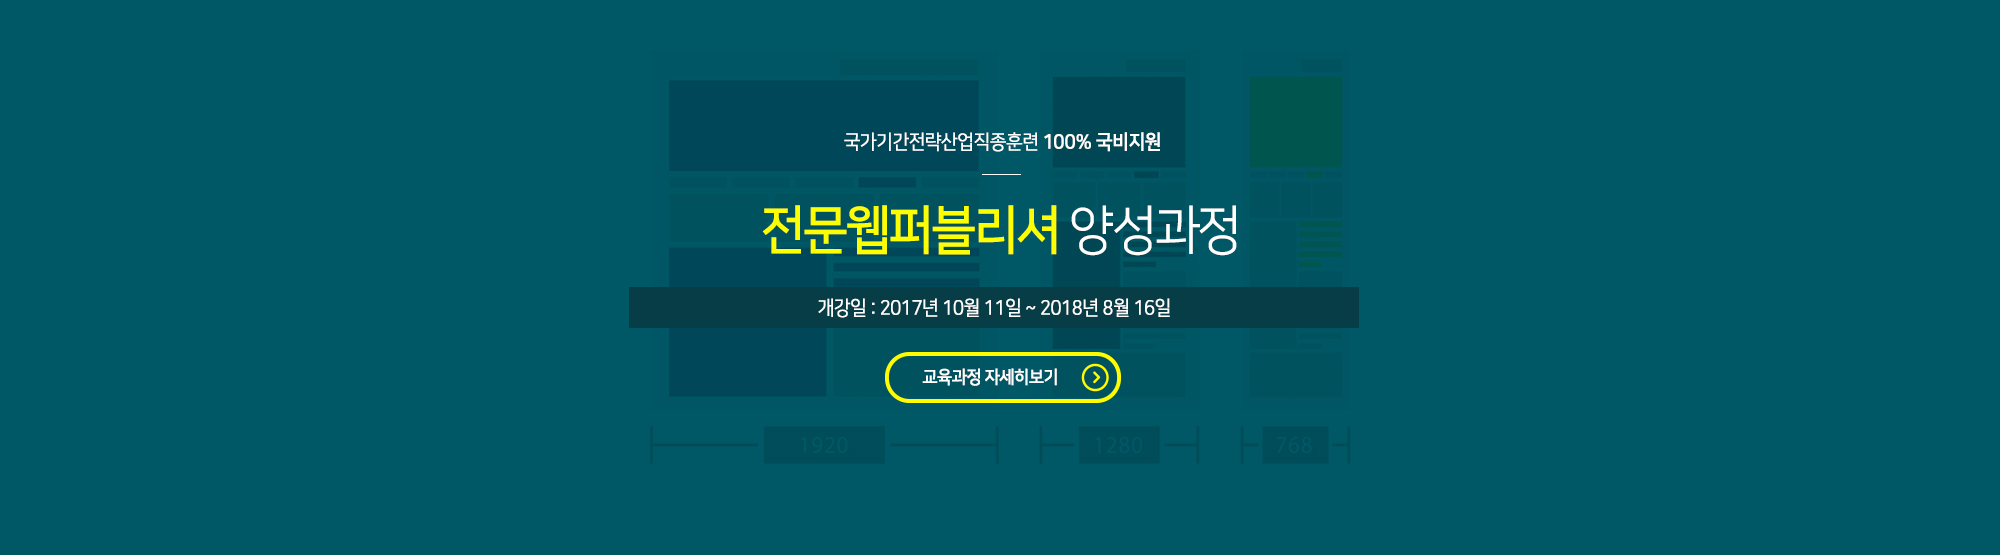 국가기간전략산업직종훈련 100% 국비지원
전문웹퍼블리셔 양성과정
개강일 : 2017년 10월 11일 ~ 2018년 8월 16일
교육과정 자세히보기
1920 1280 768